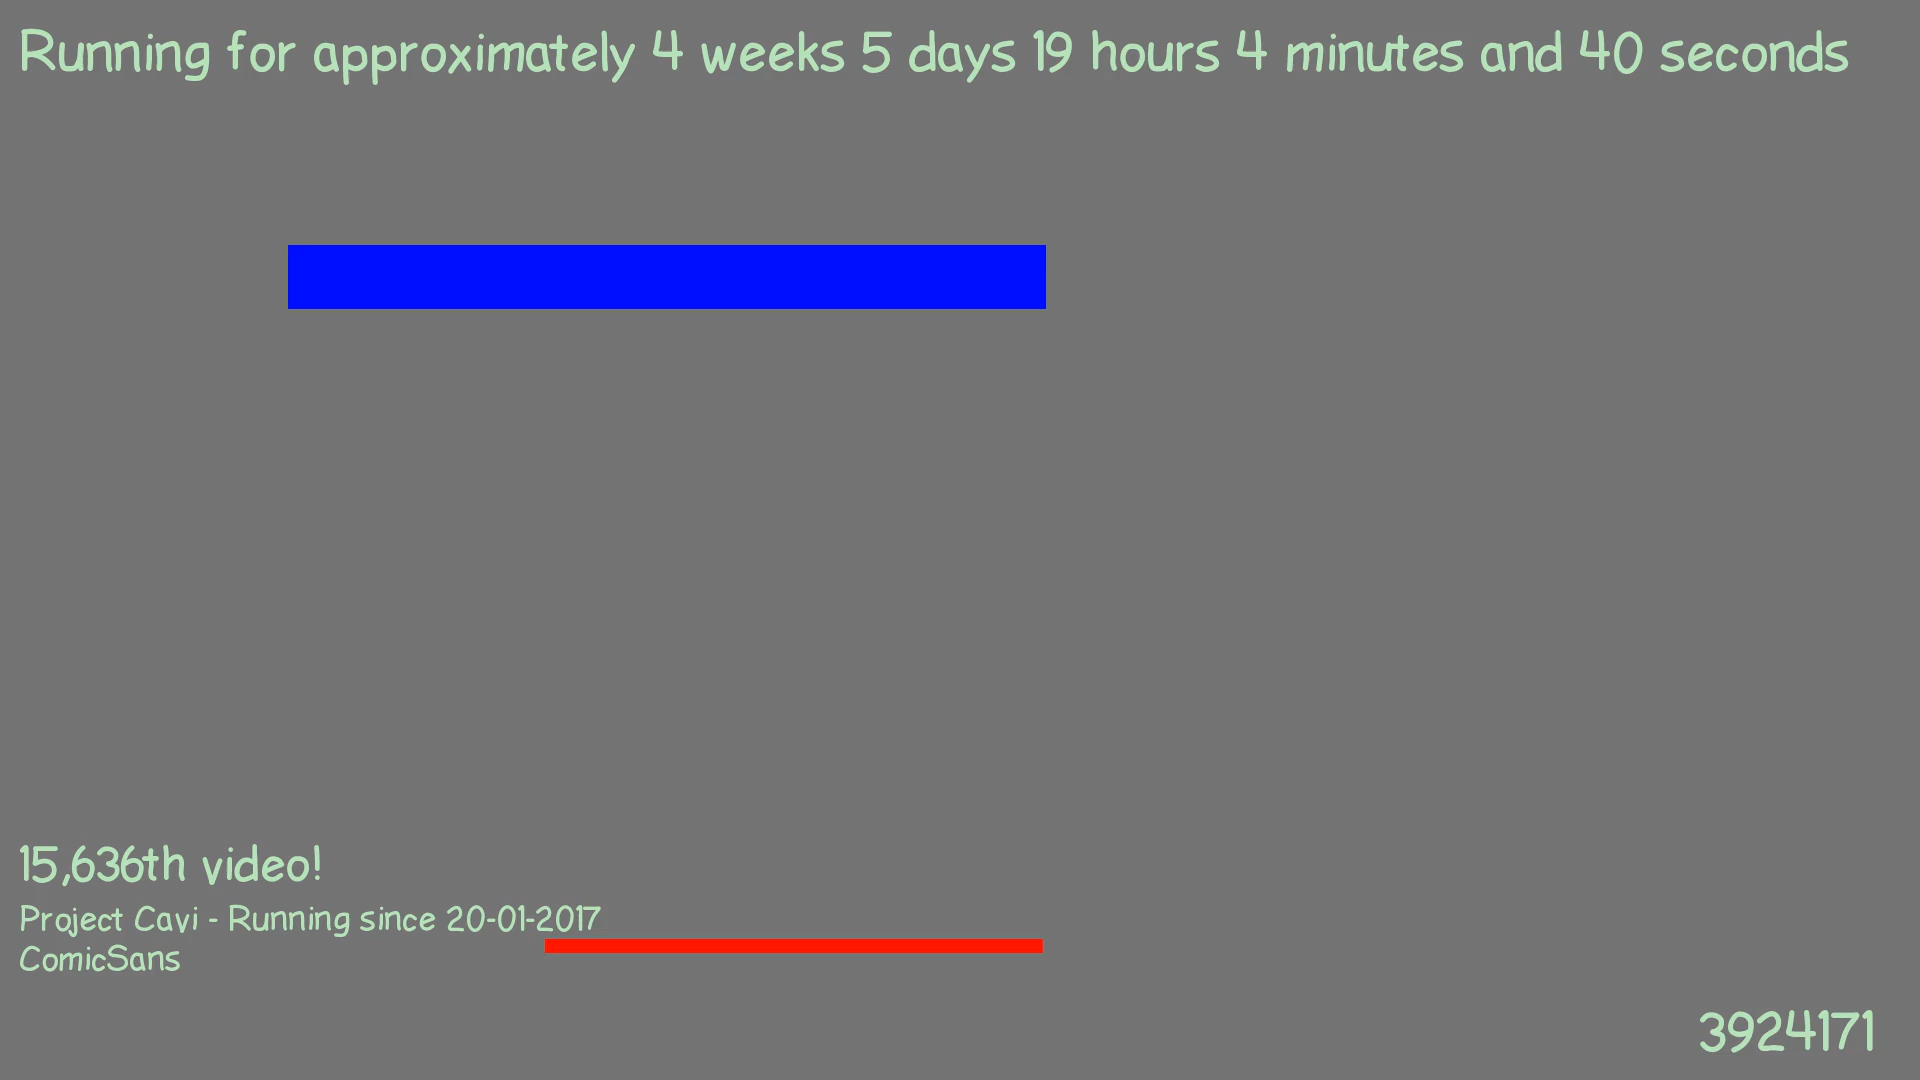 Running for approximately 4 weeks 5 days 19 hours 4 minutes and 40 seconds
15,636th video!
Project Cavi - Running since 20-01-2017
ComicSans
3924171